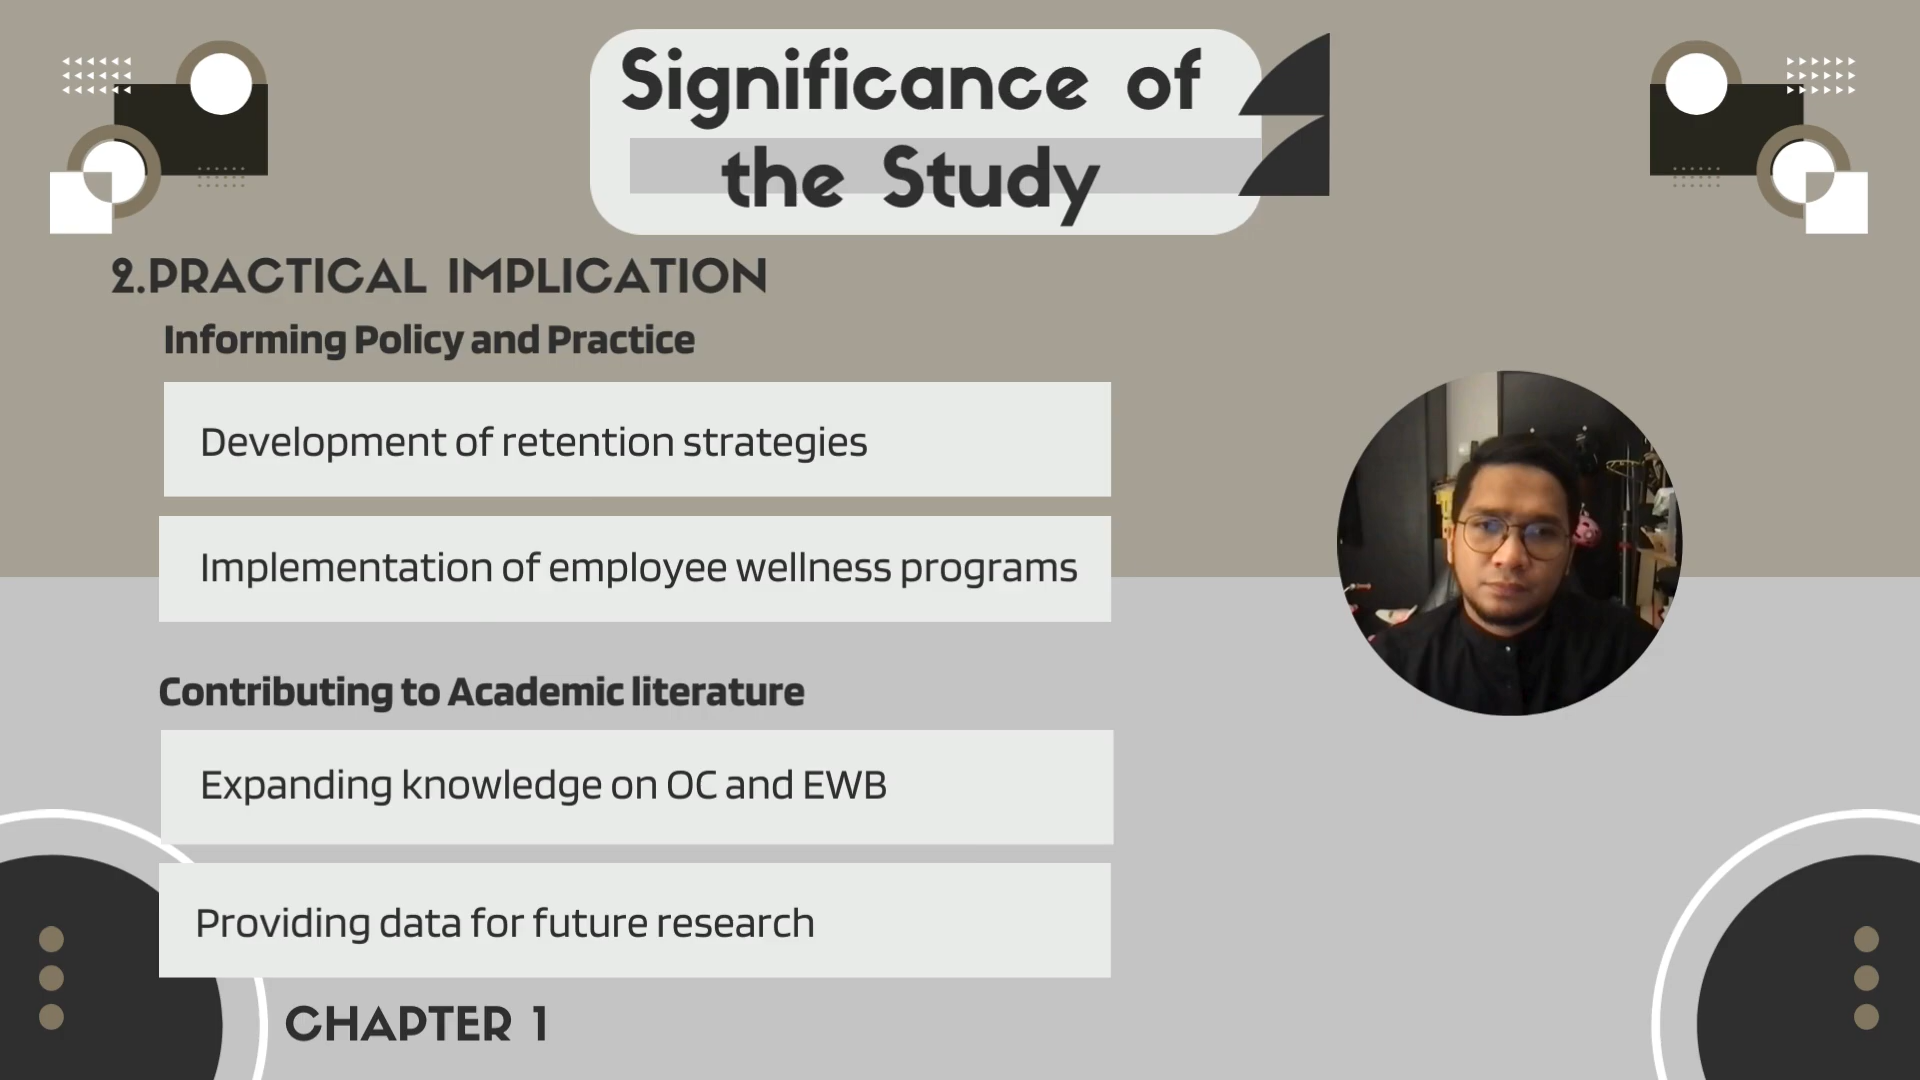 Significance of
the Study
2.PRACTICAL IMPLICATION
Informing Policy and Practice
Development of retention strategies
Implementation of employee wellness programs
Contributing to Academic literature
Expanding knowledge on OC and EWB
Providing data for future research
CHAPTER 1